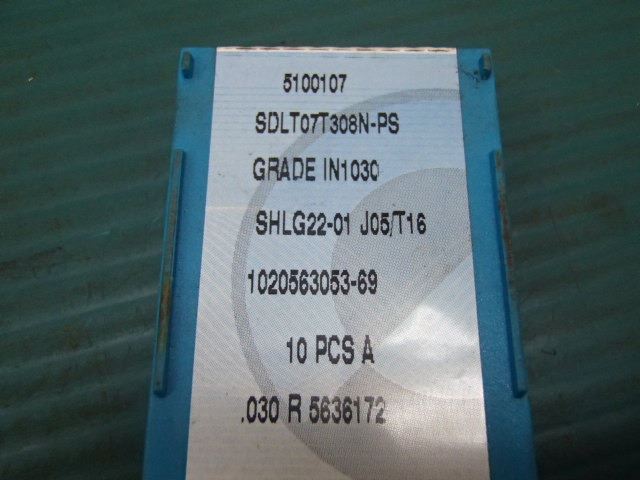 5100107
SDLT07T308N-PS
GRADE IN1030
SHLG22-01 J05/T16
1020563053-69
10 PCS A
.030 R 5636172